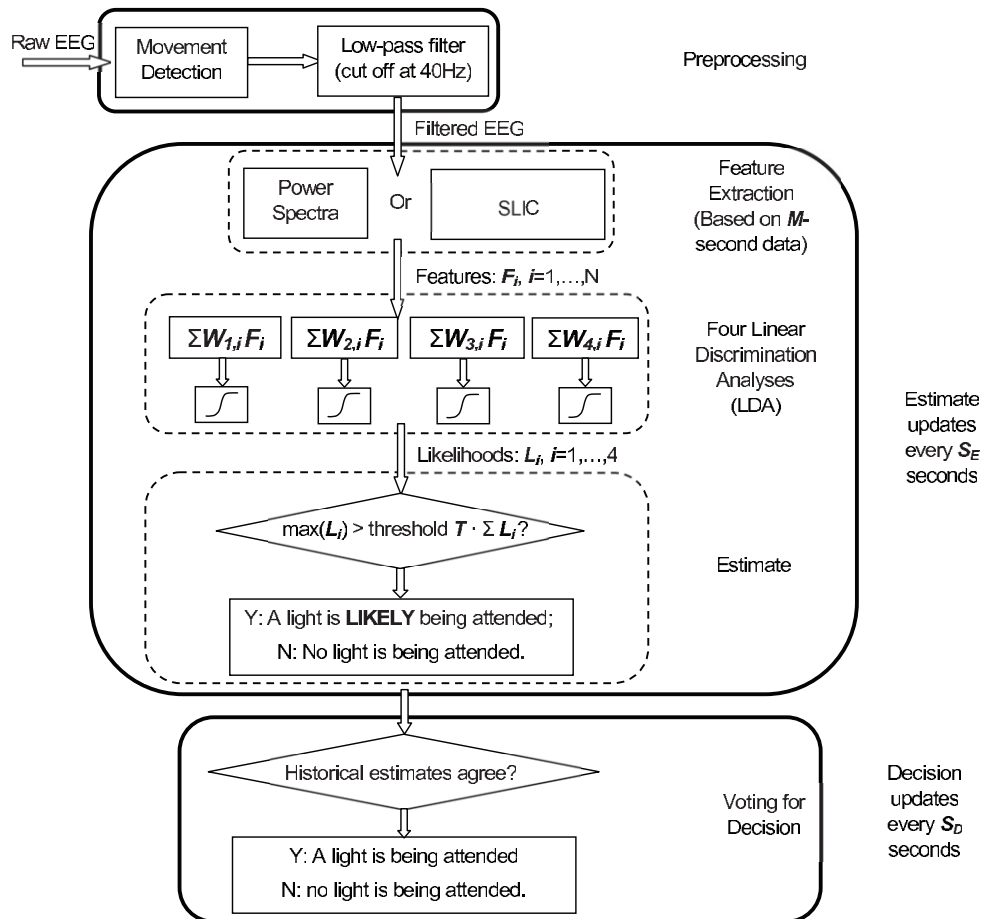 Raw EEG
Movement
Detection
Low-pass filter
(cut off at 40Hz)
Preprocessing
Filtered EEG
Power
Spectra
Or
SLIC
Feature
Extraction
(Based on M-
second data)
Features: Fi, i=1,...,N
ΣW1,i Fi
ΣW2,i Fi
ΣW3,i Fi
ΣW4,i Fi
Four Linear
Discrimination
Analyses
(LDA)
Estimate
updates
every SE
seconds
Likelihoods: Li, i=1,...,4
max(Li) > threshold T · Σ Li?
Estimate
Y: A light is LIKELY being attended;
N: No light is being attended.
Historical estimates agree?
Voting for
Decision
Decision
updates
every SD
seconds
Y: A light is being attended
N: no light is being attended.